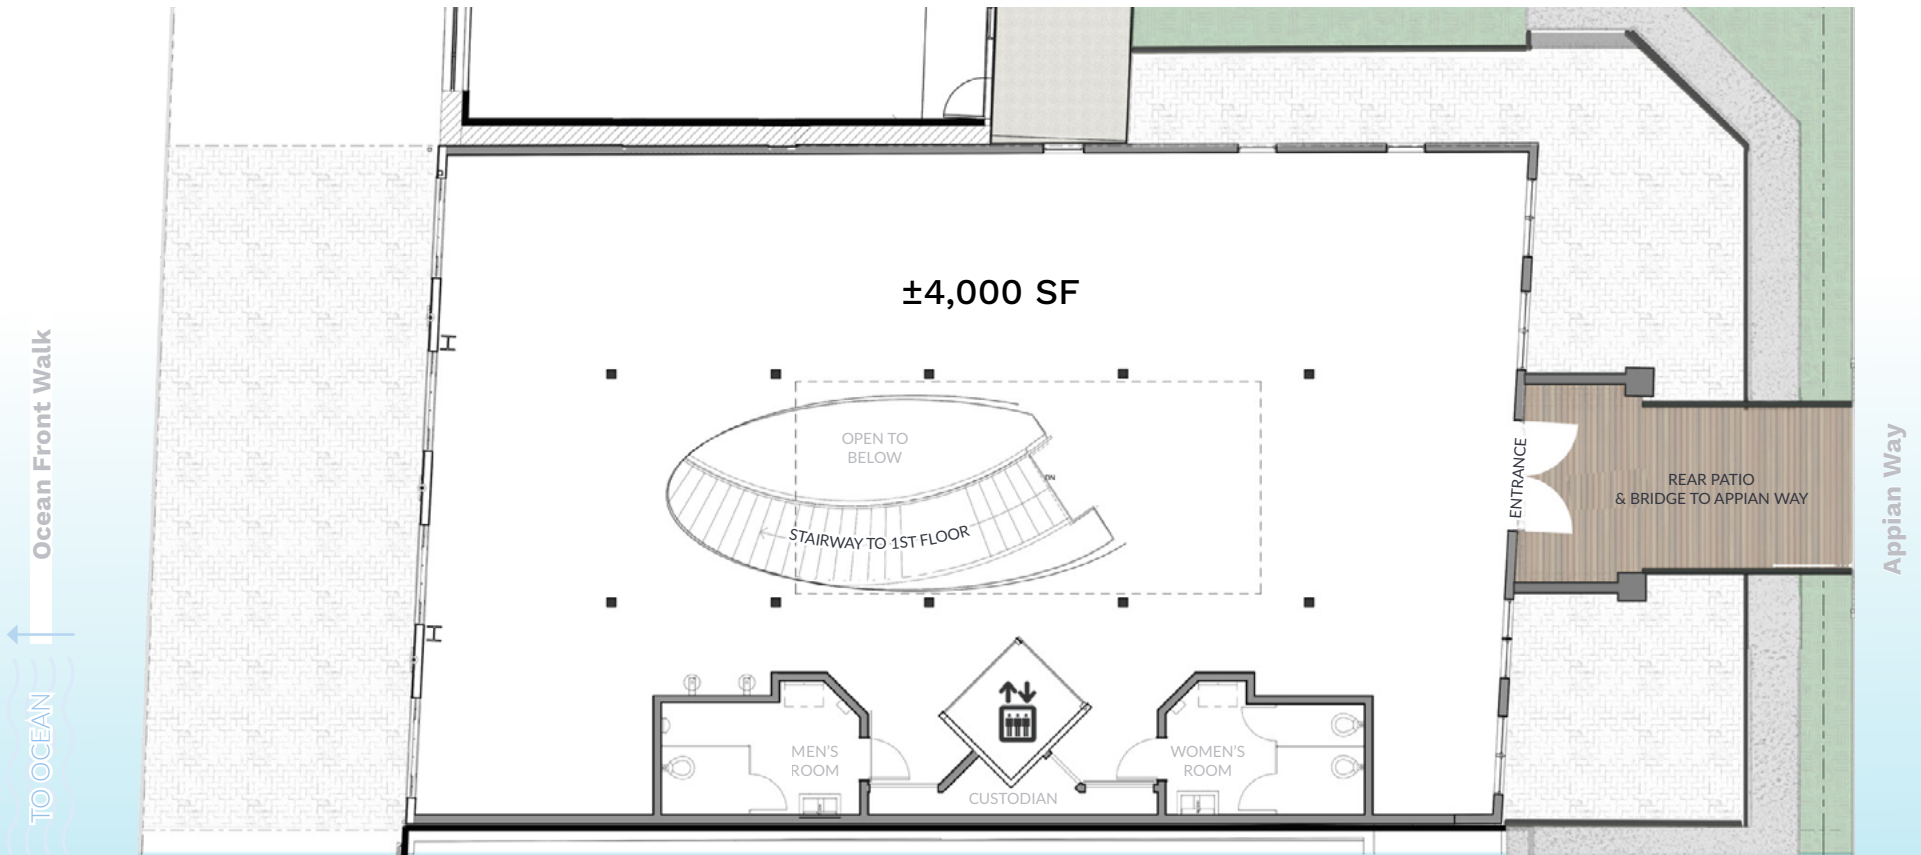 ±4,000 SF
OPEN TO
BELOW
DN
STAIRWAY TO 1ST FLOOR
ENTRANCE
REAR PATIO
& BRIDGE TO APPIAN WAY
Ocean Front Walk
Appian Way
TO OCEAN
MEN'S
ROOM
WOMEN'S
ROOM
CUSTODIAN